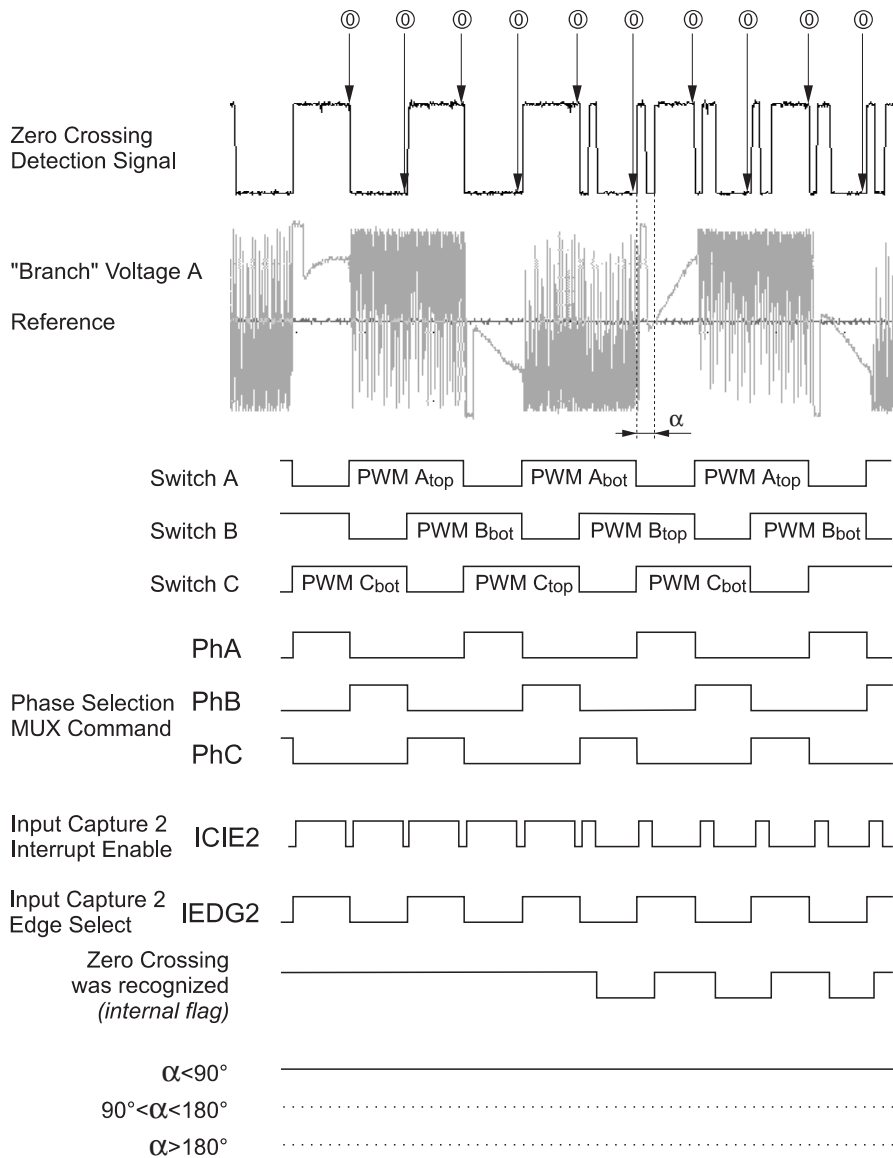 ⓪ ⓪ ⓪ ⓪ ⓪ ⓪ ⓪ ⓪ ⓪ ⓪
Zero Crossing
Detection Signal
"Branch" Voltage A
Reference
α
Switch A PWM Atop PWM Abot PWM Atop
Switch B PWM Bbot PWM Btop PWM Bbot
Switch C PWM Cbot PWM Ctop PWM Cbot
PhA
Phase Selection
MUX Command
PhB
PhC
Input Capture 2
Interrupt Enable
ICIE2
Input Capture 2
Edge Select
IEDG2
Zero Crossing
was recognized
(internal flag)
α<90°
90°<α<180°
α>180°